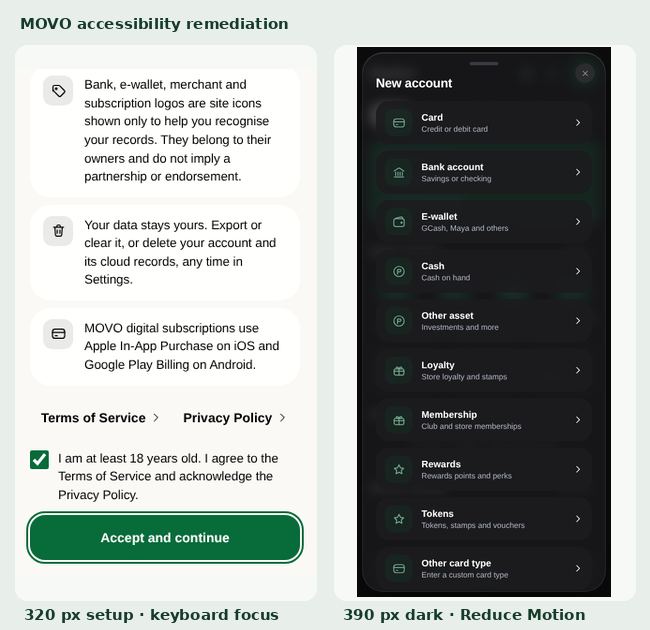 MOVO accessibility remediation
Bank, e-wallet, merchant and
subscription logos are site icons
shown only to help you recognise
your records. They belong to their
owners and do not imply a
partnership or endorsement.
Your data stays yours. Export or
clear it, or delete your account and
its cloud records, any time in
Settings.
MOVO digital subscriptions use
Apple In-App Purchase on iOS and
Google Play Billing on Android.
Terms of Service
Privacy Policy
I am at least 18 years old. I agree to the
Terms of Service and acknowledge the
Privacy Policy.
Accept and continue
320 px setup · keyboard focus
New account
Card
Credit or debit card
Bank account
Savings or checking
E-wallet
GCash, Maya and others
Cash
Cash on hand
Other asset
Investments and more
Loyalty
Store loyalty and stamps
Membership
Club and store memberships
Rewards
Rewards points and perks
Tokens
Tokens, stamps and vouchers
Other card type
Enter a custom card type
390 px dark · Reduce Motion